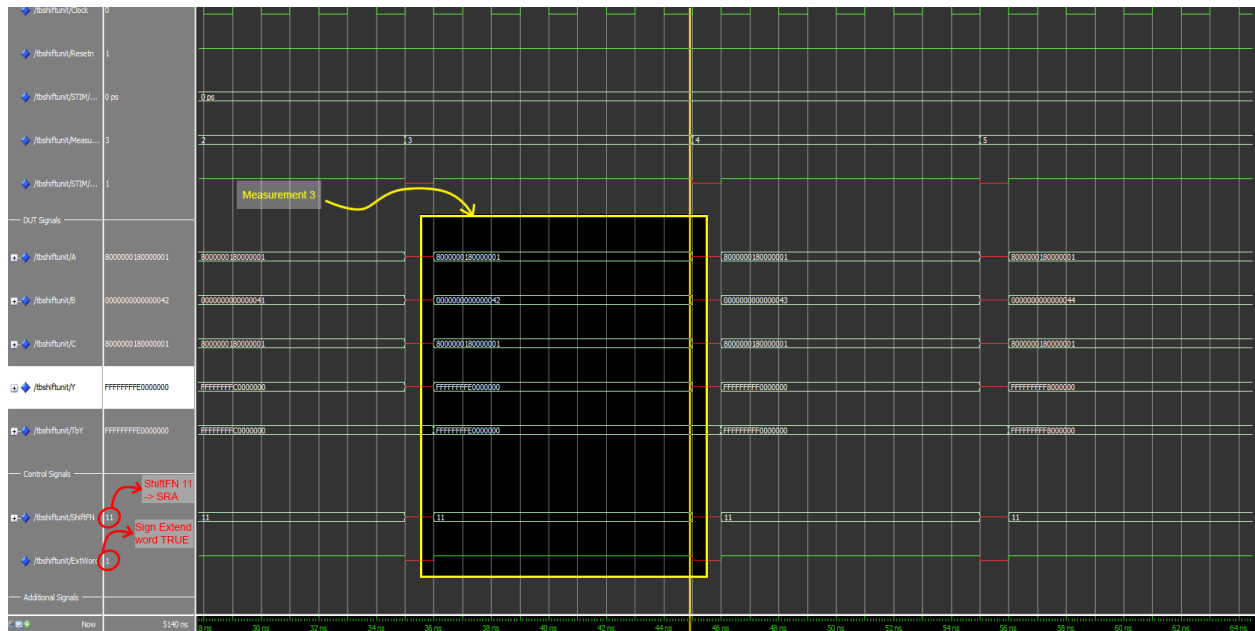 /tbshiftunit/Clock 0
/tbshiftunit/Resetn 1
/tbshiftunit/STIM/... 0 ps 0 ps
/tbshiftunit/Measu... 3 2 3 4 5
/tbshiftunit/STIM/... 1
Measurement 3
DUT Signals
/tbshiftunit/A 8000000180000001 8000000180000001 8000000180000001 8000000180000001 8000000180000001
/tbshiftunit/B 0000000000000042 0000000000000041 0000000000000042 0000000000000043 0000000000000044
/tbshiftunit/C 8000000180000001 8000000180000001 8000000180000001 8000000180000001 8000000180000001
/tbshiftunit/Y FFFFFFFFE0000000 FFFFFFFFC0000000 FFFFFFFFE0000000 FFFFFFFFF0000000 FFFFFFFFF8000000
/tbshiftunit/TbY FFFFFFFFE0000000 FFFFFFFFC0000000 FFFFFFFFE0000000 FFFFFFFFF0000000 FFFFFFFFF8000000
Control Signals
ShiftFN 11
-> SRA
/tbshiftunit/ShiftFN 11 11 11 11 11
Sign Extend
word TRUE
/tbshiftunit/ExtWord 1
Additional Signals
Now 5140 ns 8 ns 30 ns 32 ns 34 ns 36 ns 38 ns 40 ns 42 ns 44 ns 46 ns 48 ns 50 ns 52 ns 54 ns 56 ns 58 ns 60 ns 62 ns 64 ns